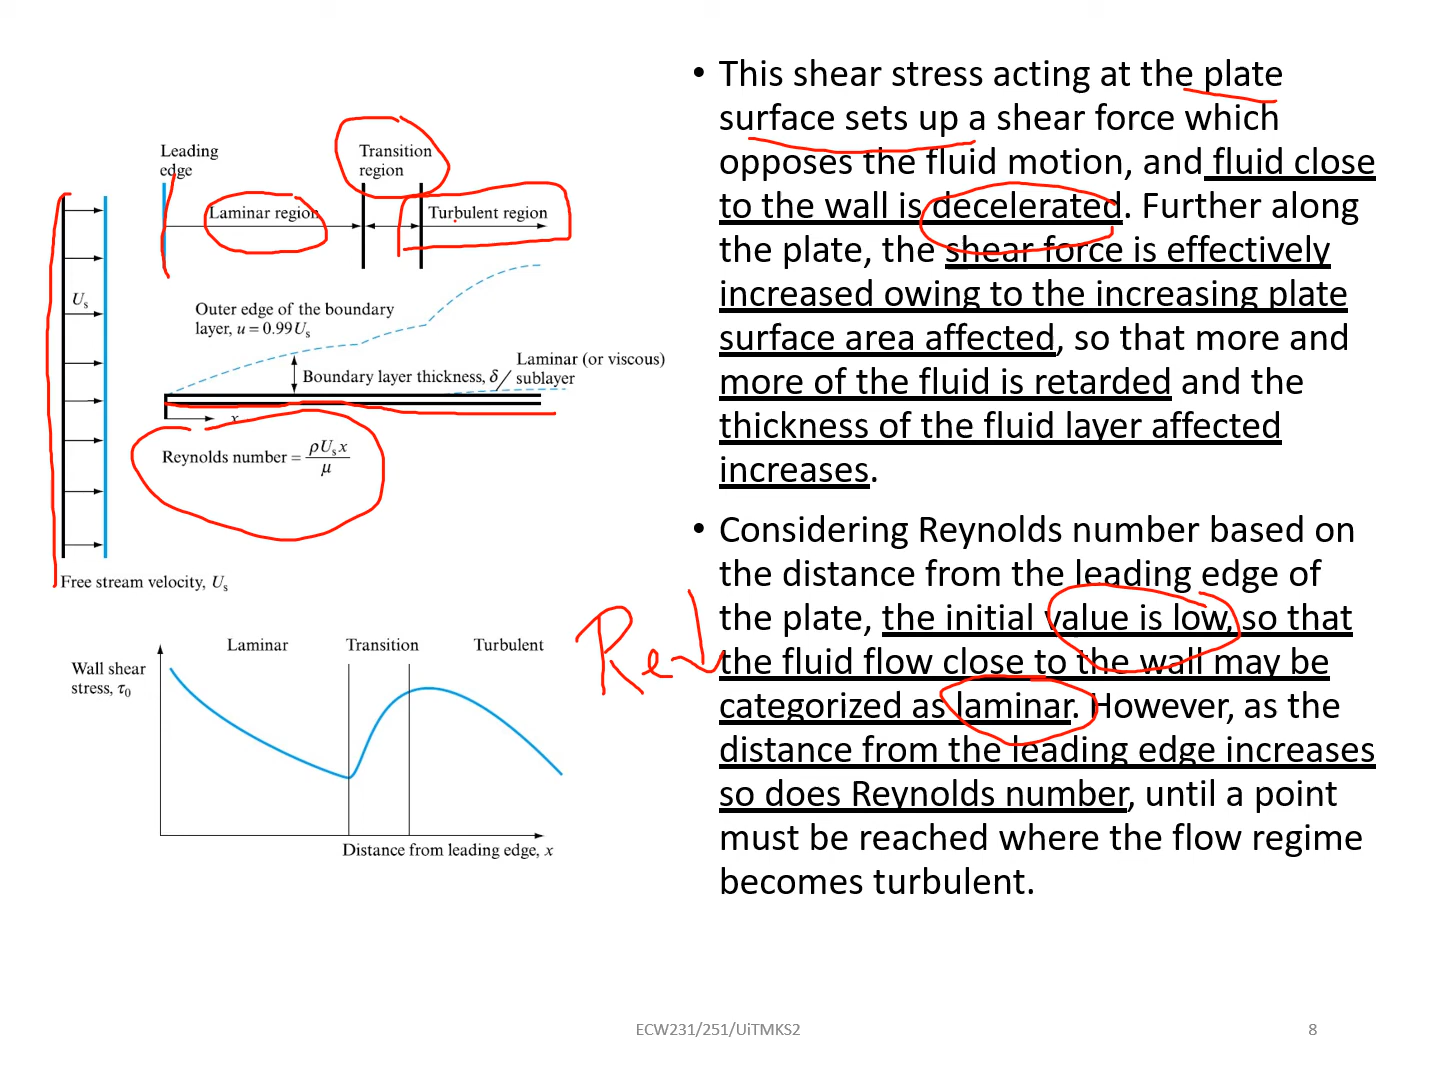 Leading
edge
Transition
region
Laminar region
Turbulent region
Us
Outer edge of the boundary
layer, u = 0.99Us
Laminar (or viscous)
sublayer
Boundary layer thickness, δ
x
Reynolds number = ρUsx
μ
Free stream velocity, Us
Laminar
Transition
Turbulent
Wall shear
stress, τ0
Distance from leading edge, x
• This shear stress acting at the plate
surface sets up a shear force which
opposes the fluid motion, and fluid close
to the wall is decelerated. Further along
the plate, the shear force is effectively
increased owing to the increasing plate
surface area affected, so that more and
more of the fluid is retarded and the
thickness of the fluid layer affected
increases.
• Considering Reynolds number based on
the distance from the leading edge of
the plate, the initial value is low, so that
the fluid flow close to the wall may be
categorized as laminar. However, as the
distance from the leading edge increases
so does Reynolds number, until a point
must be reached where the flow regime
becomes turbulent.
Re↓
ECW231/251/UiTMKS2
8